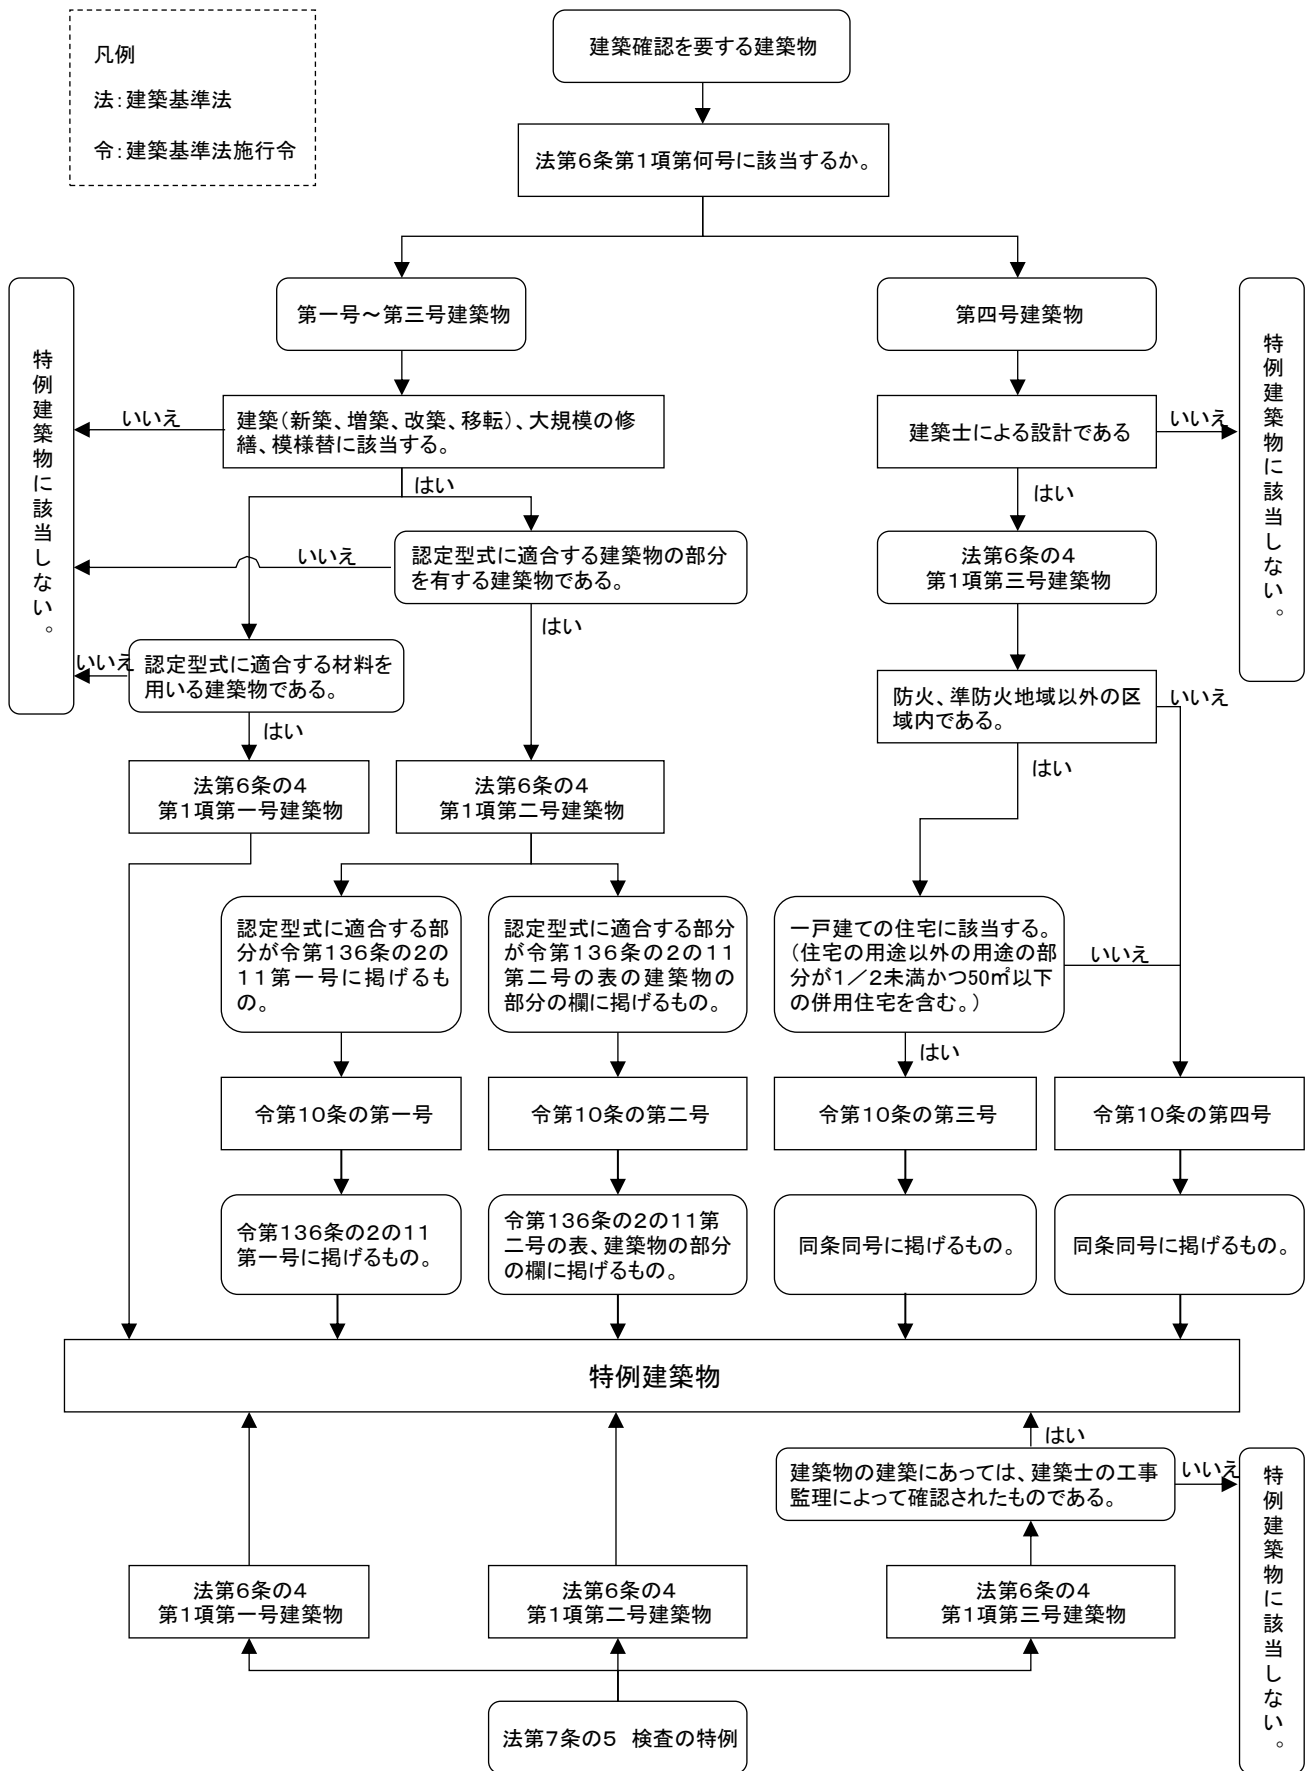 凡例
法：建築基準法
令：建築基準法施行令
建築確認を要する建築物
法第６条第１項第何号に該当するか。
第一号～第三号建築物
第四号建築物
特例建築物に該当しない。
特例建築物に該当しない。
建築（新築、増築、改築、移転）、大規模の修
繕、模様替に該当する。
いいえ
はい
建築士による設計である
いいえ
はい
認定型式に適合する建築物の部分
を有する建築物である。
いいえ
はい
法第６条の４
第１項第三号建築物
認定型式に適合する材料を
用いる建築物である。
いいえ
はい
防火、準防火地域以外の区
域内である。
いいえ
はい
法第６条の４
第１項第一号建築物
法第６条の４
第１項第二号建築物
認定型式に適合する部
分が令第１３６条の２の
１１第一号に掲げるも
の。
認定型式に適合する部分
が令第１３６条の２の１１
第二号の表の建築物の
部分の欄に掲げるもの。
一戸建ての住宅に該当する。
（住宅の用途以外の用途の部
分が１／２未満かつ50㎡以下
の併用住宅を含む。）
いいえ
はい
令第１０条の第一号
令第１０条の第二号
令第１０条の第三号
令第１０条の第四号
令第１３６条の２の１１
第一号に掲げるもの。
令第１３６条の２の１１第
二号の表、建築物の部分
の欄に掲げるもの。
同条同号に掲げるもの。
同条同号に掲げるもの。
特例建築物
はい
建築物の建築にあっては、建築士の工事
監理によって確認されたものである。
いいえ
特例建築物に該当しない。
法第６条の４
第１項第一号建築物
法第６条の４
第１項第二号建築物
法第６条の４
第１項第三号建築物
法第７条の５　検査の特例